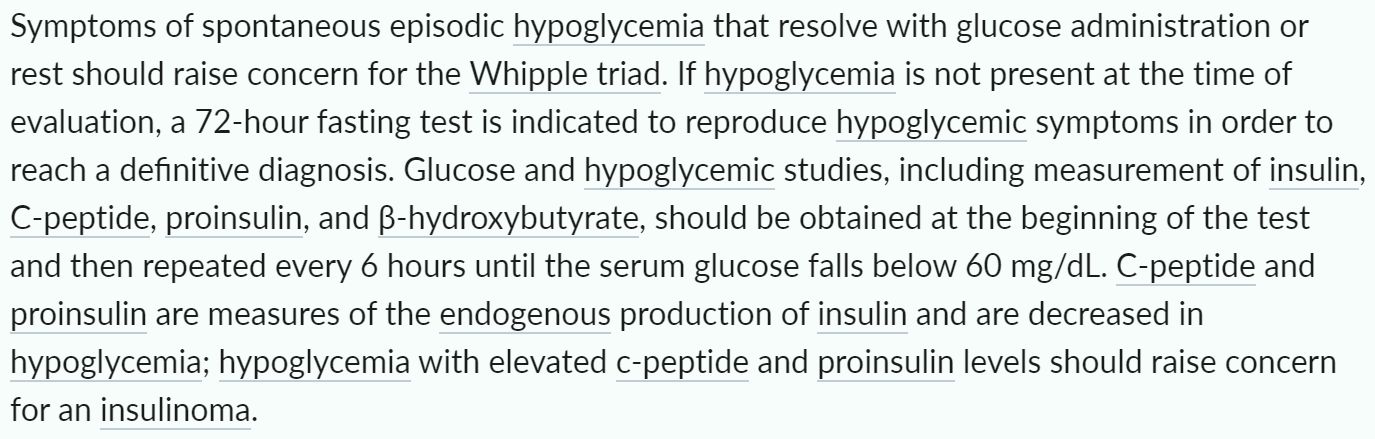 Symptoms of spontaneous episodic hypoglycemia that resolve with glucose administration or
rest should raise concern for the Whipple triad. If hypoglycemia is not present at the time of
evaluation, a 72-hour fasting test is indicated to reproduce hypoglycemic symptoms in order to
reach a definitive diagnosis. Glucose and hypoglycemic studies, including measurement of insulin,
C-peptide, proinsulin, and β-hydroxybutyrate, should be obtained at the beginning of the test
and then repeated every 6 hours until the serum glucose falls below 60 mg/dL. C-peptide and
proinsulin are measures of the endogenous production of insulin and are decreased in
hypoglycemia; hypoglycemia with elevated c-peptide and proinsulin levels should raise concern
for an insulinoma.